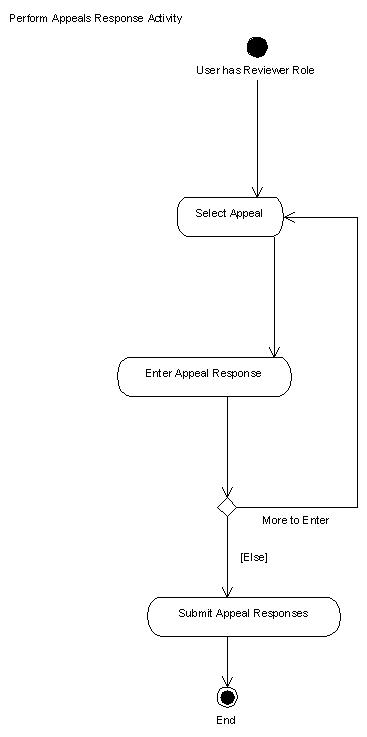 Perform Appeals Response Activity
User has Reviewer Role
Select Appeal
Enter Appeal Response
More to Enter
[Else]
Submit Appeal Responses
End